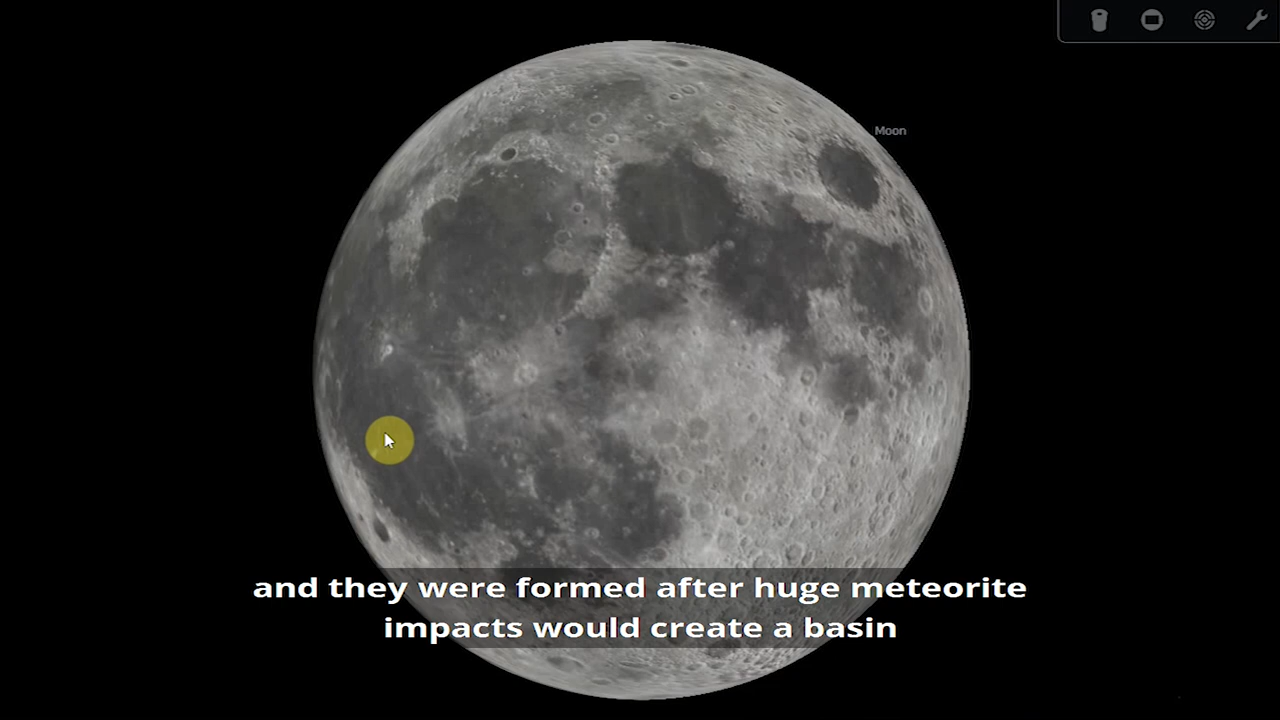 Moon
and they were formed after huge meteorite
impacts would create a basin